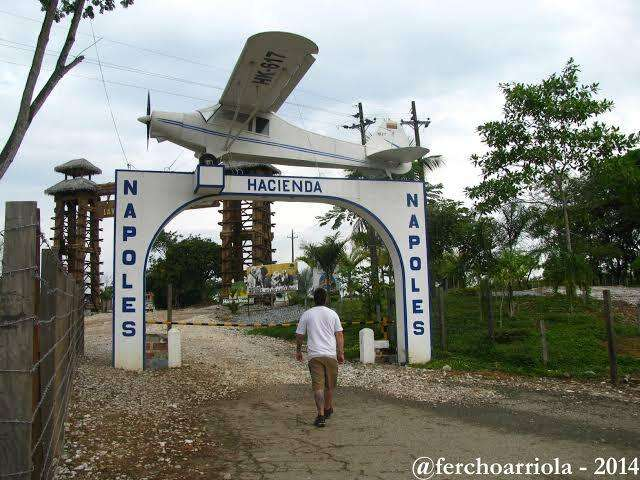 HK-617
HACIENDA
NAPOLES
NAPOLES
@ferchoarriola - 2014